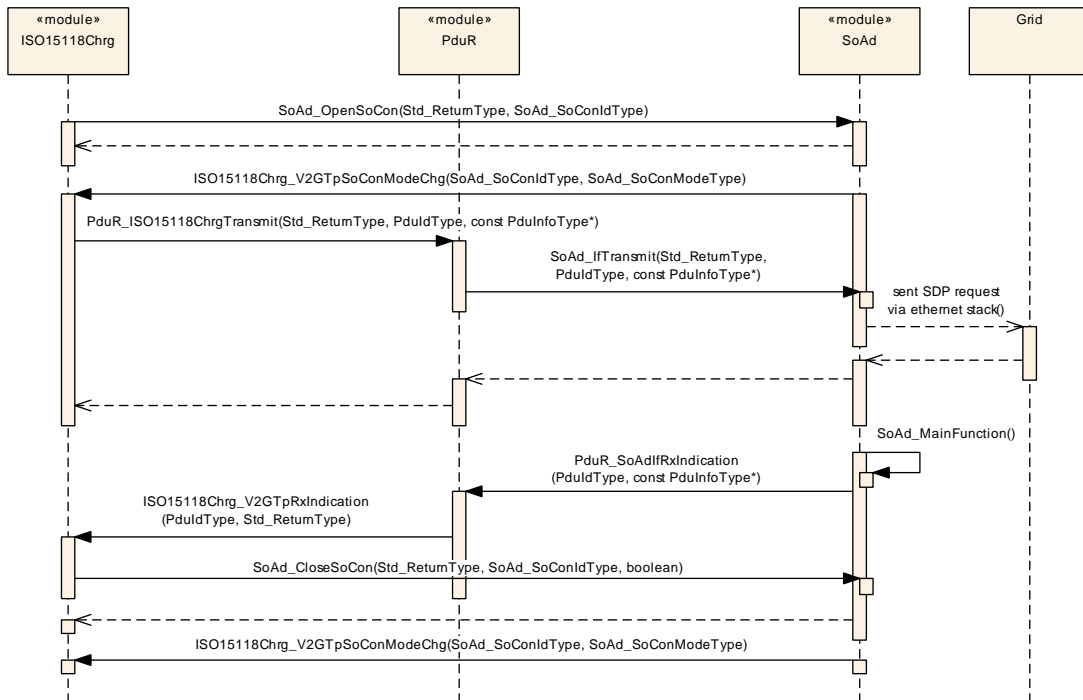 «module»
ISO15118Chrg
«module»
PduR
«module»
SoAd
Grid
SoAd_OpenSoCon(Std_ReturnType, SoAd_SoConIdType)
ISO15118Chrg_V2GTpSoConModeChg(SoAd_SoConIdType, SoAd_SoConModeType)
PduR_ISO15118ChrgTransmit(Std_ReturnType, PduIdType, const PduInfoType*)
SoAd_IfTransmit(Std_ReturnType,
PduIdType, const PduInfoType*)
sent SDP request
via ethernet stack()
SoAd_MainFunction()
PduR_SoAdIfRxIndication
(PduIdType, const PduInfoType*)
ISO15118Chrg_V2GTpRxIndication
(PduIdType, Std_ReturnType)
SoAd_CloseSoCon(Std_ReturnType, SoAd_SoConIdType, boolean)
ISO15118Chrg_V2GTpSoConModeChg(SoAd_SoConIdType, SoAd_SoConModeType)